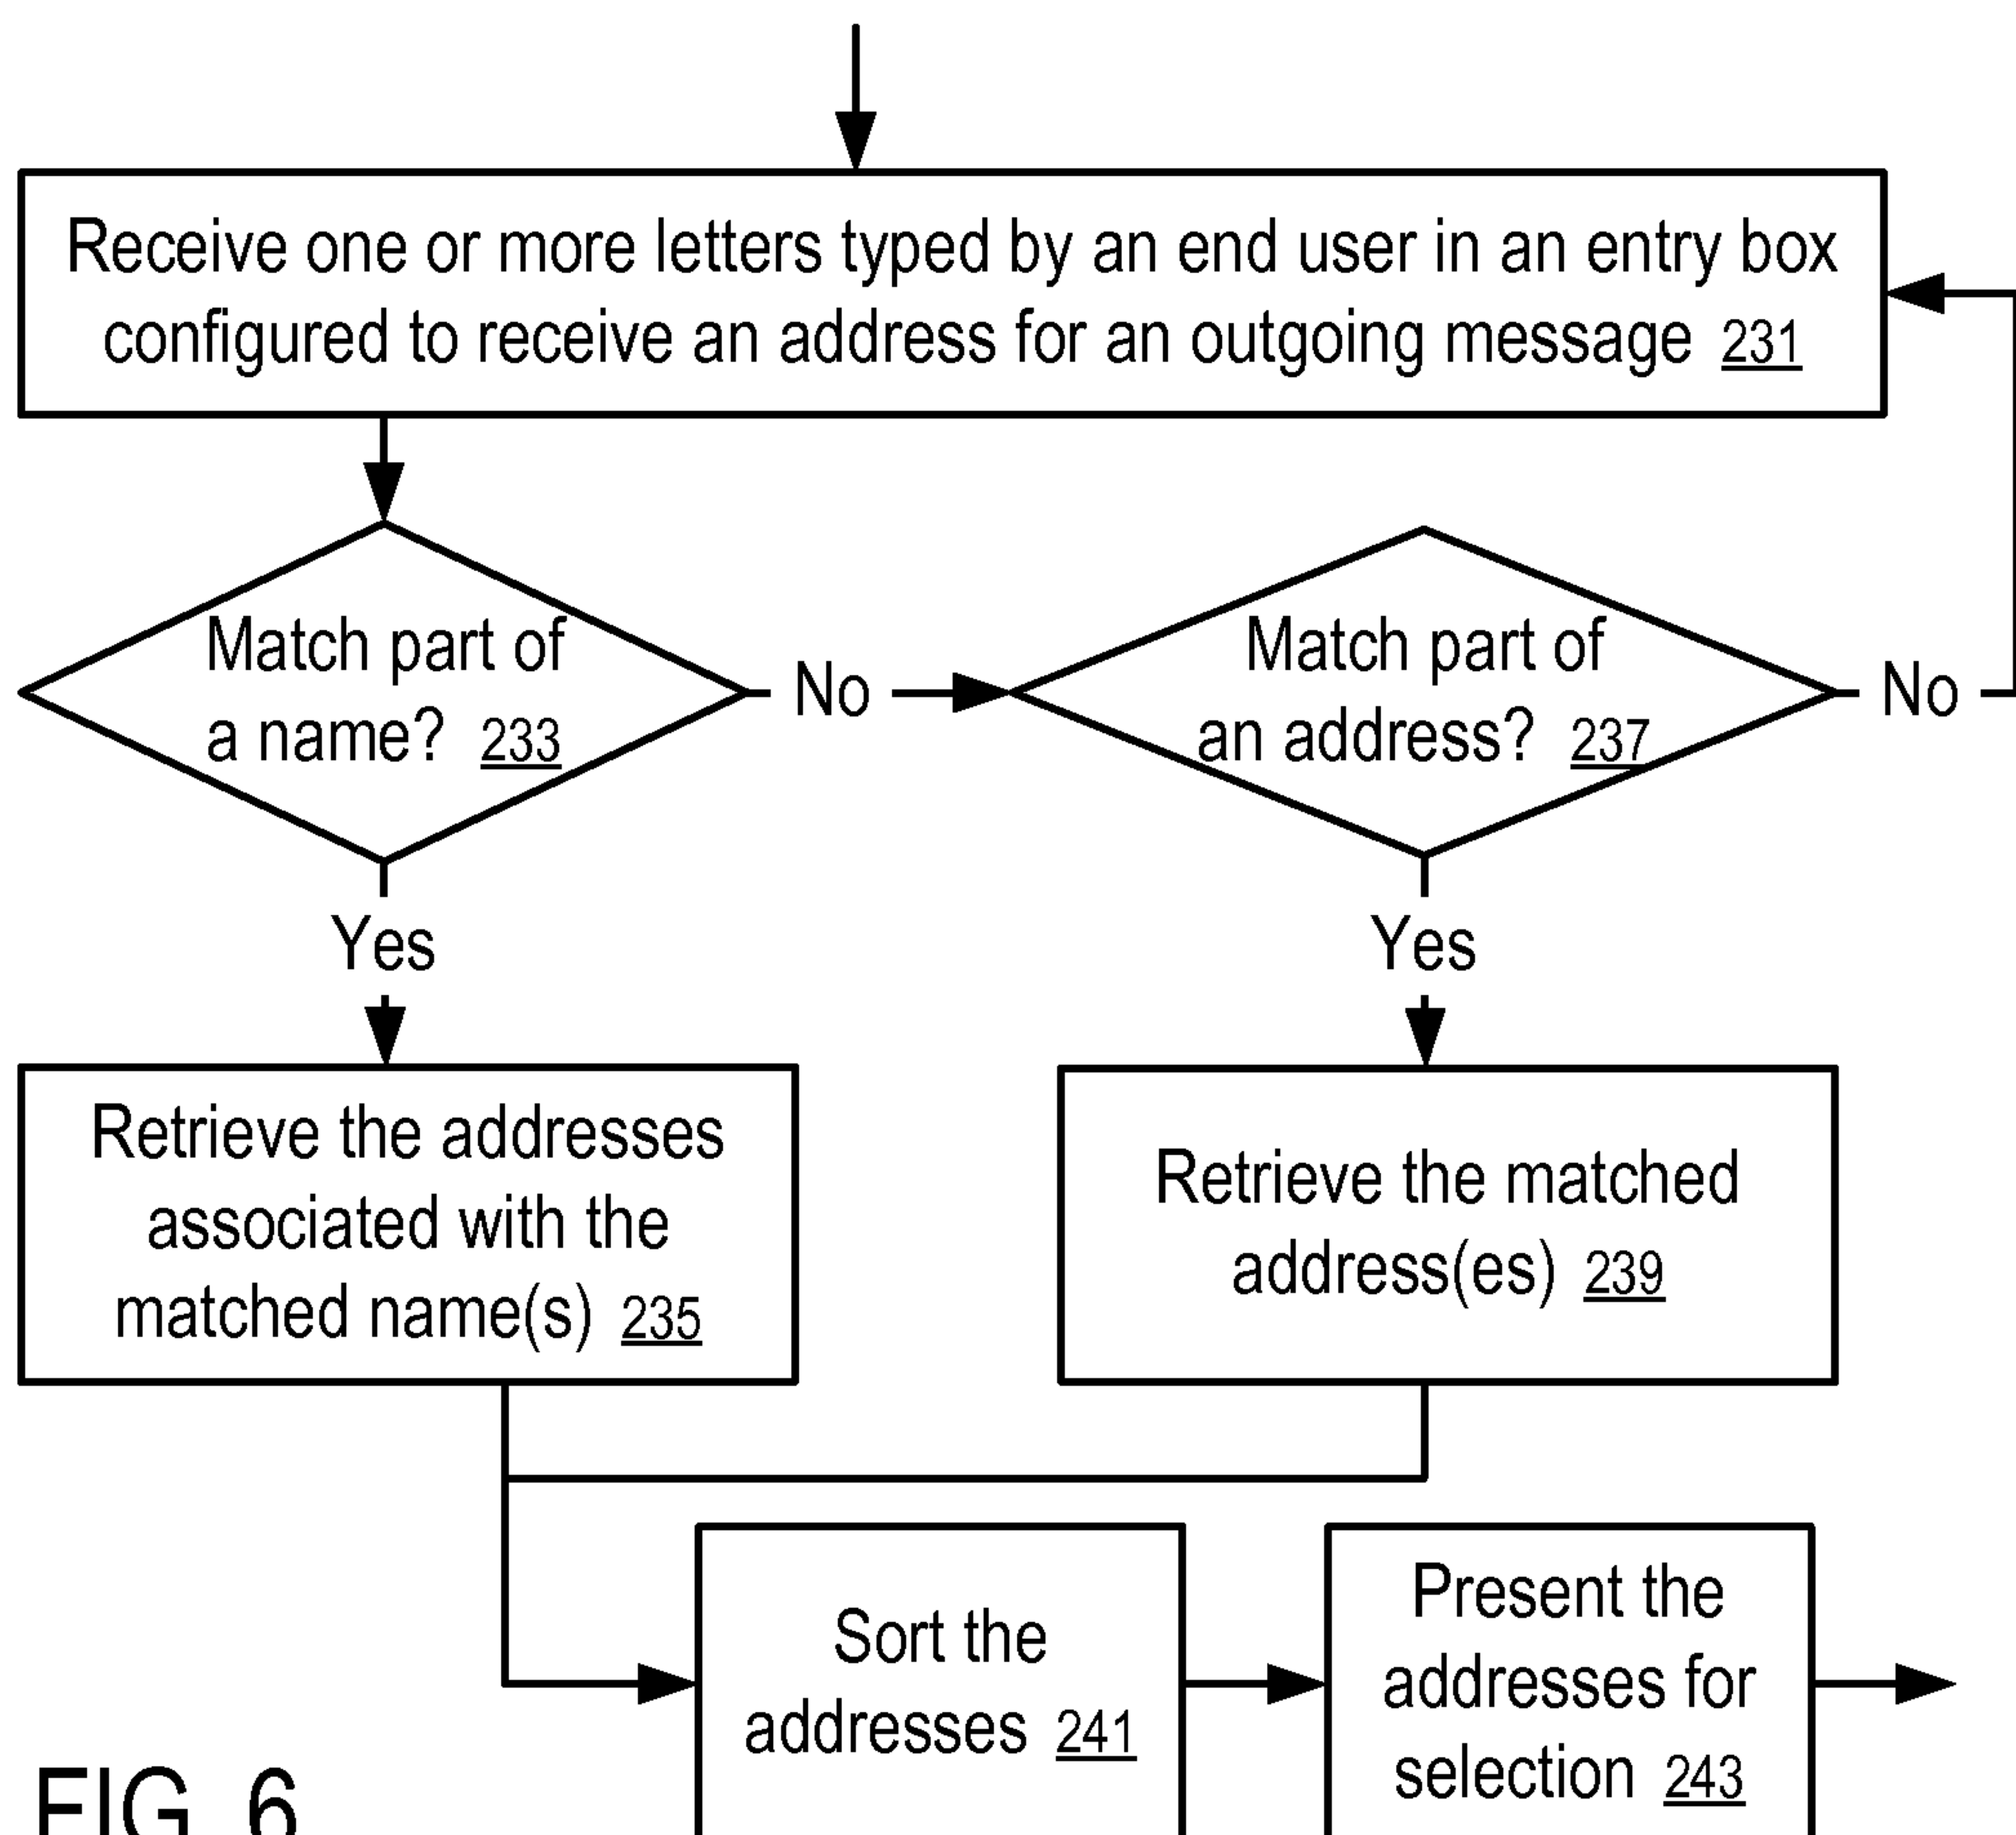 Receive one or more letters typed by an end user in an entry box
configured to receive an address for an outgoing message 231
Match part of
a name? 233
No
Match part of
an address? 237
No
Yes
Yes
Retrieve the addresses
associated with the
matched name(s) 235
Retrieve the matched
address(es) 239
Sort the
addresses 241
Present the
addresses for
selection 243
FIG. 6